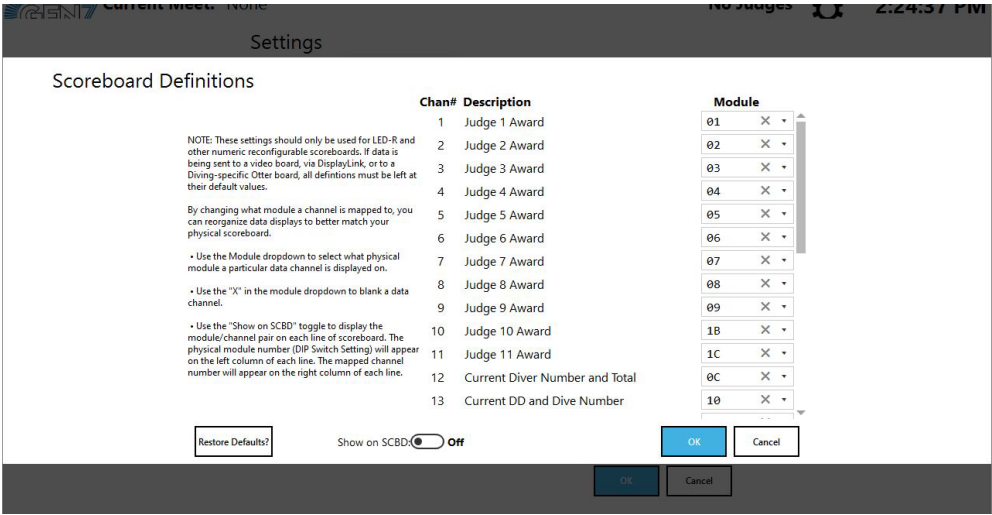 GEN7 Current Meet: None No Judges 2:24:37 PM
Settings
Scoreboard Definitions
Chan# Description Module
1 Judge 1 Award 01
2 Judge 2 Award 02
3 Judge 3 Award 03
4 Judge 4 Award 04
5 Judge 5 Award 05
6 Judge 6 Award 06
7 Judge 7 Award 07
8 Judge 8 Award 08
9 Judge 9 Award 09
10 Judge 10 Award 1B
11 Judge 11 Award 1C
12 Current Diver Number and Total 0C
13 Current DD and Dive Number 10
NOTE: These settings should only be used for LED-R and
other numeric reconfigurable scoreboards. If data is
being sent to a video board, via DisplayLink, or to a
Diving-specific Otter board, all defintions must be left at
their default values.
By changing what module a channel is mapped to, you
can reorganize data displays to better match your
physical scoreboard.
• Use the Module dropdown to select what physical
module a particular data channel is displayed on.
• Use the "X" in the module dropdown to blank a data
channel.
• Use the "Show on SCBD" toggle to display the
module/channel pair on each line of scoreboard. The
physical module number (DIP Switch Setting) will appear
on the left column of each line. The mapped channel
number will appear on the right column of each line.
Restore Defaults? Show on SCBD: Off OK Cancel
OK Cancel